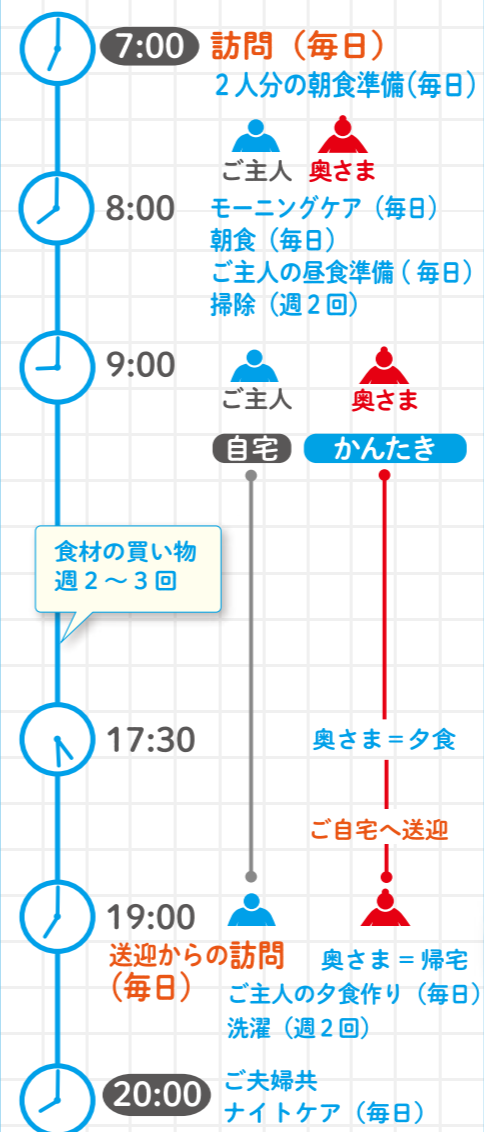 7:00 訪問（毎日）
２人分の朝食準備(毎日)
ご主人 奥さま
8:00 モーニングケア（毎日）
朝食（毎日）
ご主人の昼食準備( 毎日)
掃除（週２回）
9:00
ご主人 奥さま
自宅 かんたき
食材の買い物
週２〜３回
17:30 奥さま＝夕食
ご自宅へ送迎
19:00
送迎からの訪問 奥さま = 帰宅
（毎日） ご主人の夕食作り（毎日）
洗濯（週２回）
20:00 ご夫婦共
ナイトケア（毎日）